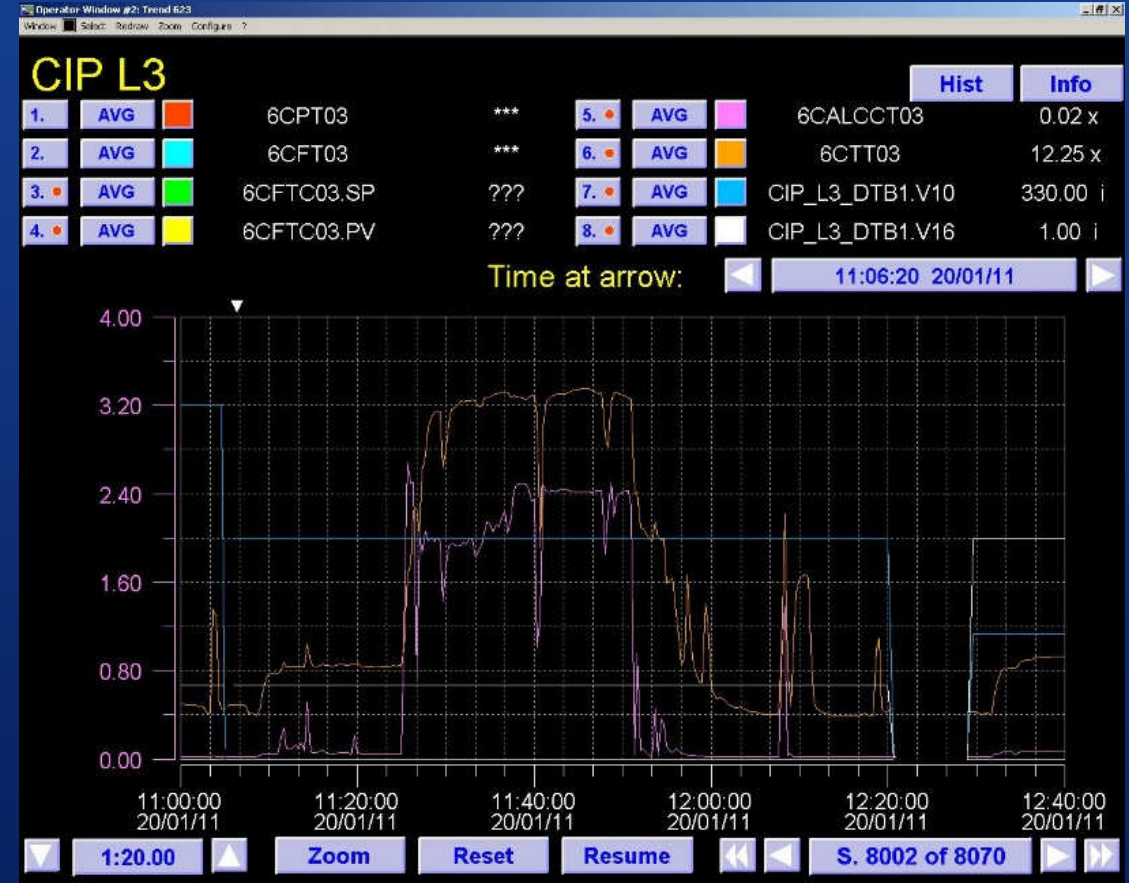 Operator Window #2: Trend 623
Window Select Redraw Zoom Configure ?
CIP L3
Hist Info
1. AVG 6CPT03 *** 5. AVG 6CALCCT03 0.02 x
2. AVG 6CFT03 *** 6. AVG 6CTT03 12.25 x
3. AVG 6CFTC03.SP ??? 7. AVG CIP_L3_DTB1.V10 330.00 i
4. AVG 6CFTC03.PV ??? 8. AVG CIP_L3_DTB1.V16 1.00 i
Time at arrow: 11:06:20 20/01/11
4.00
3.20
2.40
1.60
0.80
0.00
11:00:00 11:20:00 11:40:00 12:00:00 12:20:00 12:40:00
20/01/11 20/01/11 20/01/11 20/01/11 20/01/11 20/01/11
1:20.00 Zoom Reset Resume S. 8002 of 8070